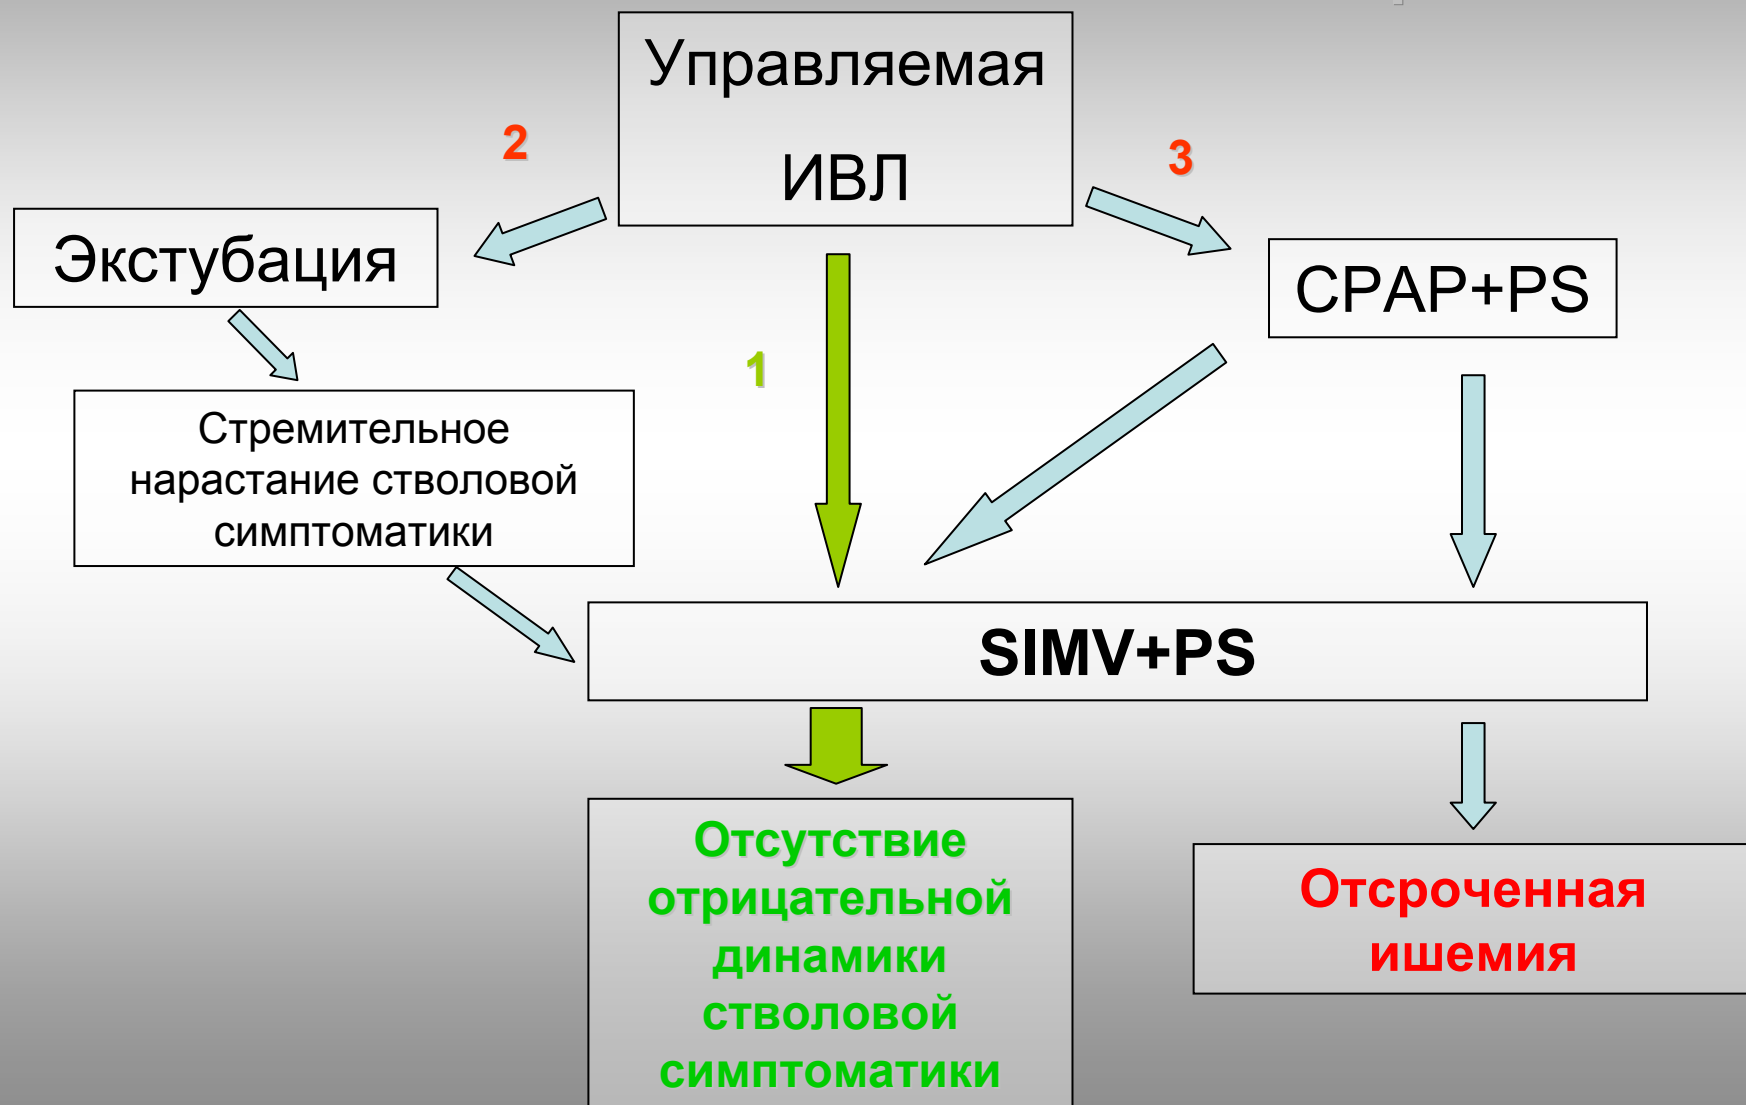 Управляемая
ИВЛ
2
3
Экстубация
CPAP+PS
1
Стремительное
нарастание стволовой
симптоматики
SIMV+PS
Отсутствие
отрицательной
динамики
стволовой
симптоматики
Отсроченная
ишемия